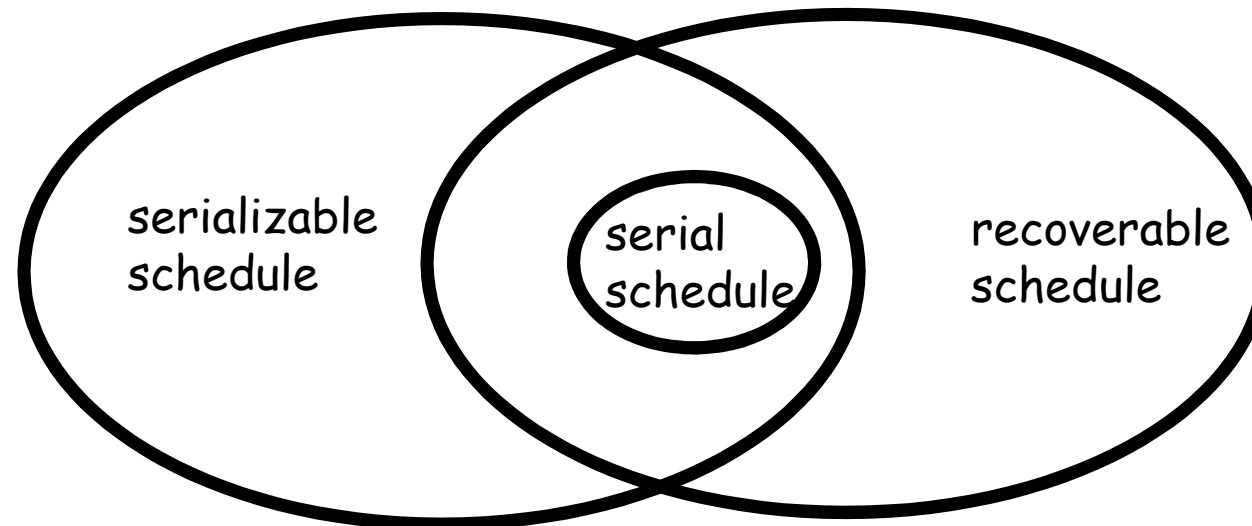 serializable
schedule
serial
schedule
recoverable
schedule